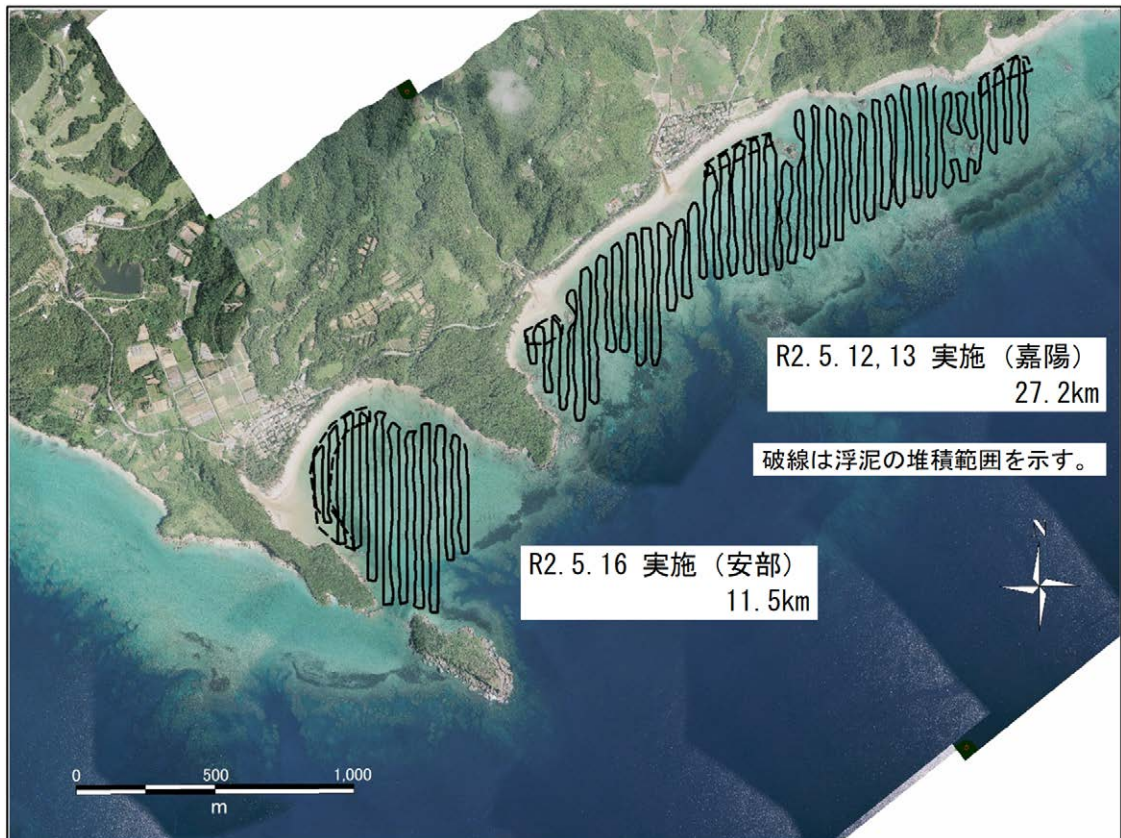 R2.5.12,13 実施（嘉陽）
27.2km
破線は浮泥の堆積範囲を示す。
R2.5.16 実施（安部）
11.5km
0 500 1,000
m